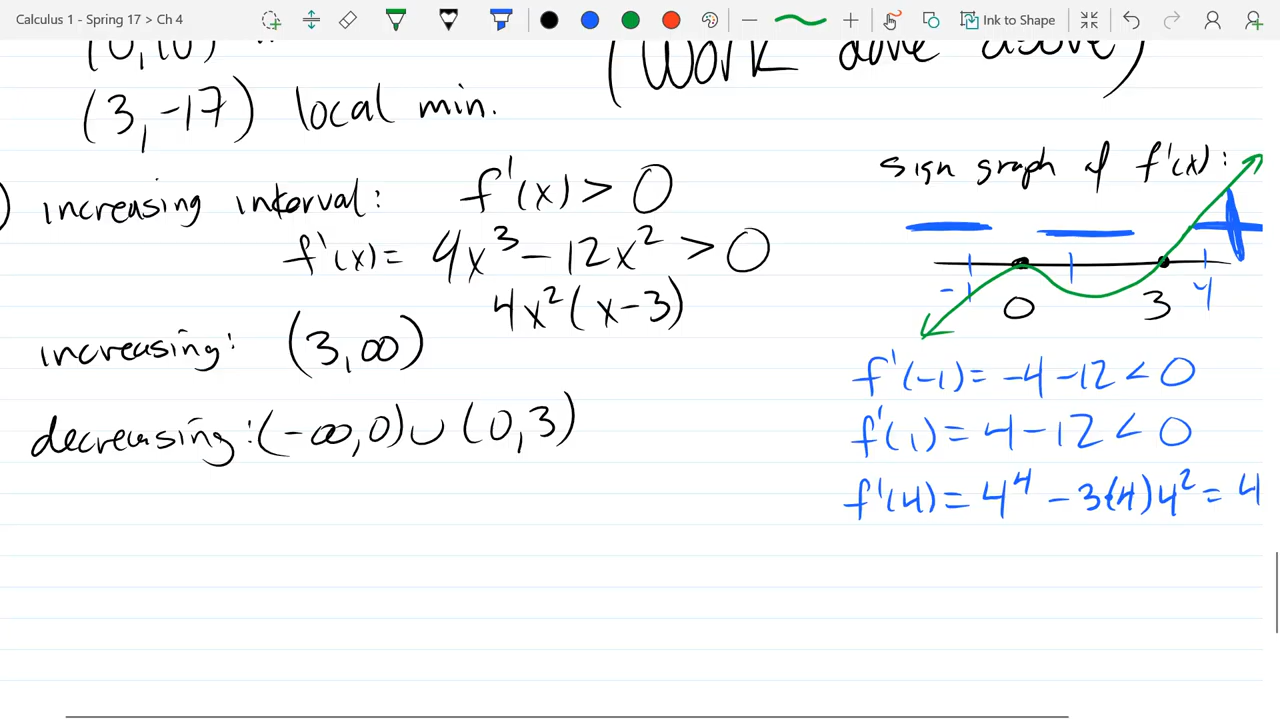 Calculus 1 - Spring 17 > Ch 4
Ink to Shape
(0,10)
(Work done above)
(3,-17) local min.
) increasing interval: f'(x) > 0
f'(x) = 4x³ - 12x² > 0
4x²(x-3)
increasing: (3,∞)
decreasing: (-∞,0)∪(0,3)
sign graph of f'(x):
-1 0 3 4
f'(-1) = -4-12 < 0
f'(1) = 4-12 < 0
f'(4) = 4⁴ - 3(4)4² = 4